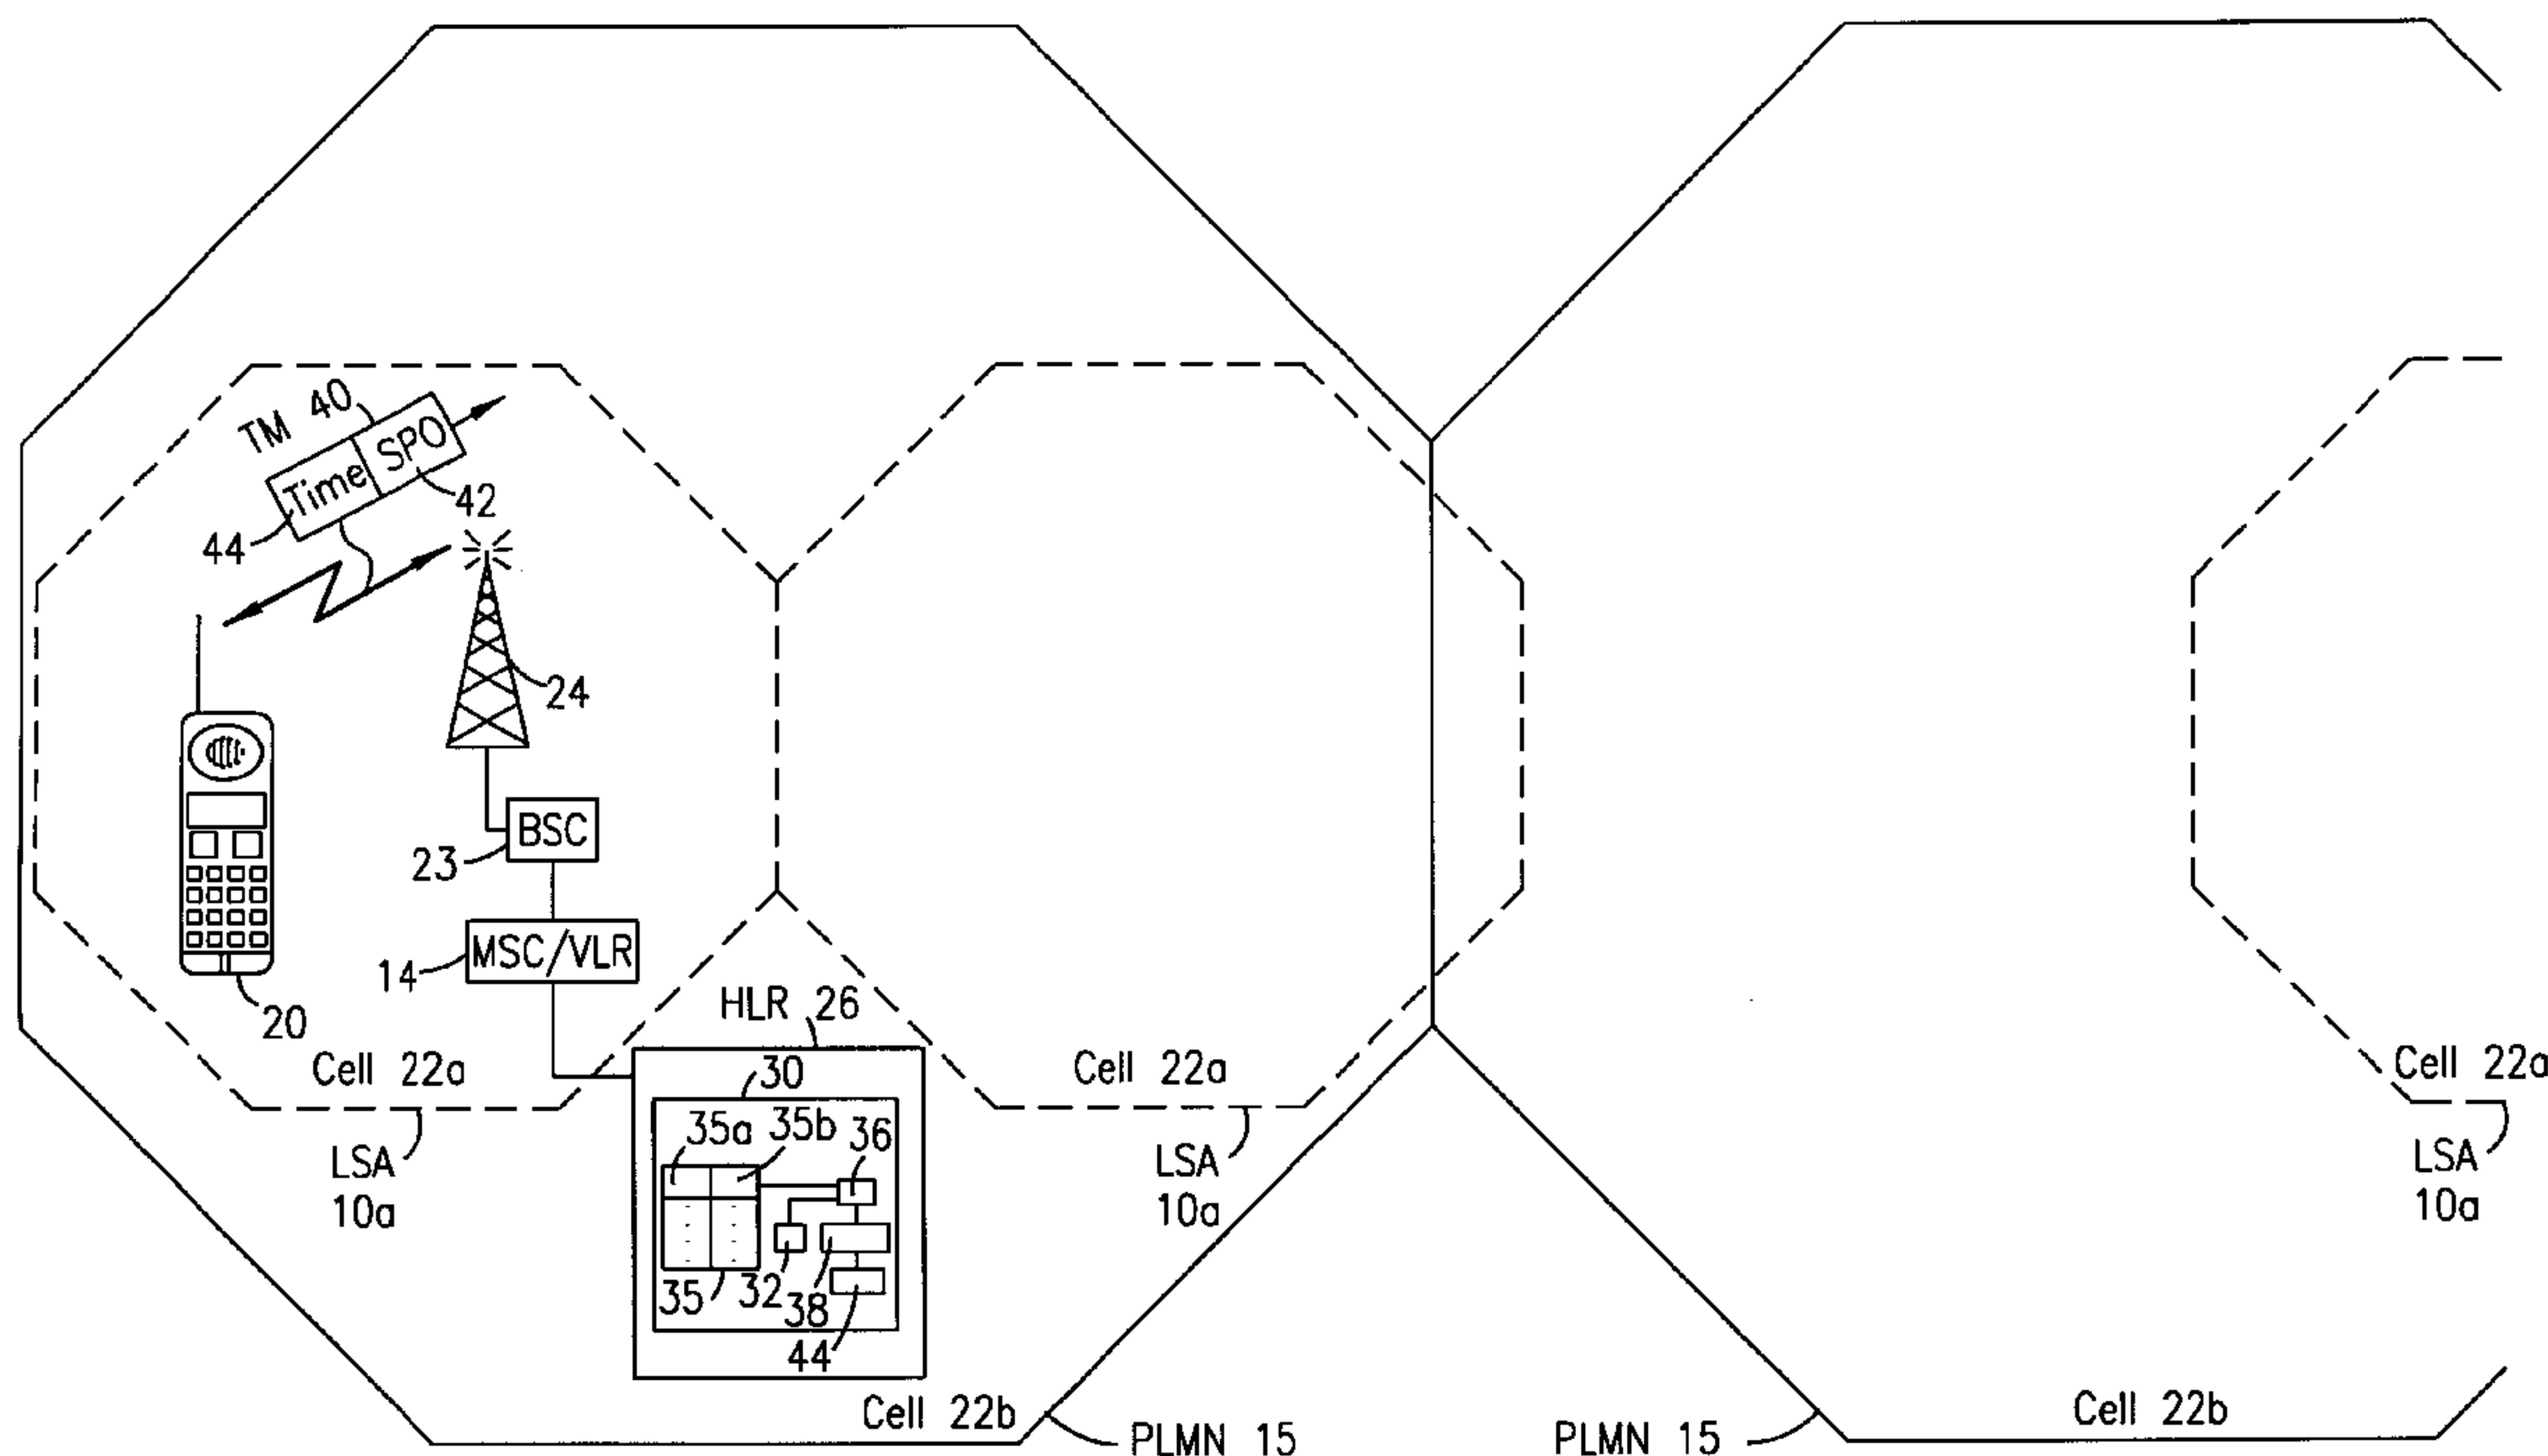 TM 40
Time
SPO
42
44
24
BSC
23
MSC/VLR
14
20
HLR 26
Cell 22a
LSA
10a
30
35a
35b
36
35
32
38
44
Cell 22b
PLMN 15
Cell 22a
LSA
10a
PLMN 15
Cell 22b
Cell 22a
LSA
10a